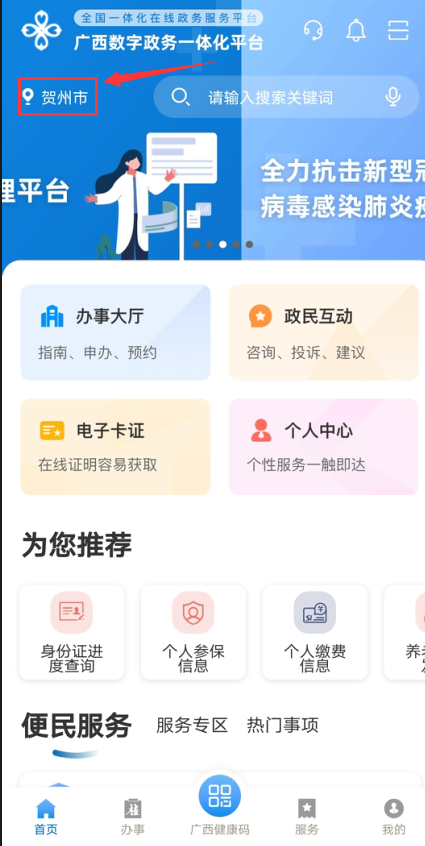 全国一体化在线政务服务平台
广西数字政务一体化平台
贺州市
请输入搜索关键词
理平台
全力抗击新型冠
病毒感染肺炎疫
办事大厅
指南、申办、预约
政民互动
咨询、投诉、建议
电子卡证
在线证明容易获取
个人中心
个性服务一触即达
为您推荐
身份证进
度查询
个人参保
信息
个人缴费
信息
养老
便民服务 服务专区 热门事项
首页
办事
广西健康码
服务
我的